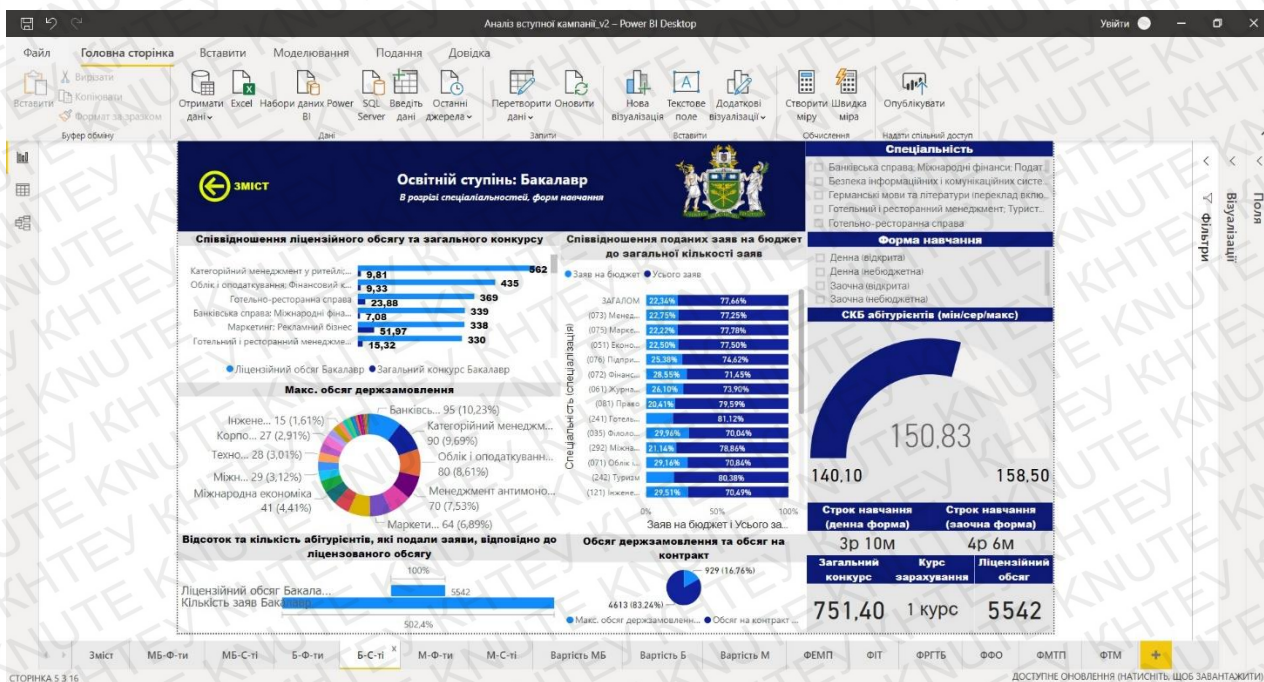 Аналіз вступної кампанії_v2 – Power BI Desktop
Увійти
Файл Головна сторінка Вставити Моделювання Подання Довідка
Вставити
Вирізати
Копіювати
Формат за зразком
Буфер обміну
Отримати дані
Excel
Набори даних Power BI
SQL Server
Введіть дані
Останні джерела
Дані
Перетворити дані
Оновити
Запити
Нова візуалізація
Текстове поле
Додаткові візуалізації
Вставити
Створити міру
Швидка міра
Обчислення
Опублікувати
Надати спільний доступ
ЗМІСТ
Освітній ступінь: Бакалавр
В розрізі спеціаліальностей, форм навчання
Спеціальність
Банківська справа; Міжнародні фінанси; Подат...
Безпека інформаційних і комунікаційних систе...
Германські мови та літератури (переклад вклю...
Готельний і ресторанний менеджмент; Турист...
Готельно-ресторанна справа
Форма навчання
Денна (відкрита)
Денна (небюджетна)
Заочна (відкрита)
Заочна (небюджетна)
СКБ абітурієнтів (мін/сер/макс)
150,83
140,10 158,50
Строк навчання (денна форма)
Строк навчання (заочна форма)
3р 10м 4р 6м
Загальний конкурс
Курс зарахування
Ліцензійний обсяг
751,40 1 курс 5542
Співвідношення ліцензійного обсягу та загального конкурсу
Категорійний менеджмент у ритейлс... 562 9,81
Облік і оподаткування; Фінансовий к... 435 9,33
Готельно-ресторанна справа 369 23,88
Банківська справа; Міжнародні фіна... 339 7,08
Маркетинг; Рекламний бізнес 338 51,97
Готельний і ресторанний менеджме... 330 15,32
Ліцензійний обсяг Бакалавр Загальний конкурс Бакалавр
Макс. обсяг держзамовлення
Банківсь... 95 (10,23%)
Категорійний менеджм... 90 (9,69%)
Облік і оподаткуванн... 80 (8,61%)
Менеджмент антимоно... 70 (7,53%)
Маркети... 64 (6,89%)
Міжнародна економіка 41 (4,41%)
Міжн... 29 (3,12%)
Техно... 28 (3,01%)
Корпо... 27 (2,91%)
Інжене... 15 (1,61%)
Відсоток та кількість абітурієнтів, які подали заяви, відповідно до ліцензованого обсягу
100%
Ліцензійний обсяг Бакала... 5542
Кількість заяв Бакалавр
502,4%
Співвідношення поданих заяв на бюджет до загальної кількості заяв
Заяв на бюджет Усього заяв
Спеціальність (спеціалізація)
ЗАГАЛОМ 22,34% 77,66%
(073) Менед... 22,75% 77,25%
(075) Марке... 22,22% 77,78%
(051) Еконо... 22,50% 77,50%
(076) Підпри... 25,38% 74,62%
(072) Фінанс... 28,55% 71,45%
(061) Журна... 26,10% 73,90%
(081) Право 20,41% 79,59%
(241) Готель... 81,12%
(035) Філоло... 29,96% 70,04%
(292) Міжна... 21,14% 78,86%
(071) Облік і... 29,16% 70,84%
(242) Туризм 80,38%
(121) Інжене... 29,51% 70,49%
0% 50% 100%
Заяв на бюджет і Усього за...
Обсяг держзамовлення та обсяг на контракт
929 (16.76%)
4613 (83.24%)
Макс. обсяг держзамовленн... Обсяг на контракт ...
Фільтри
Візуалізації
Поля
Зміст МБ-Ф-ти МБ-С-ті Б-Ф-ти Б-С-ті М-Ф-ти М-С-ті Вартість МБ Вартість Б Вартість М ФЕМП ФІТ ФРГТБ ФФО ФМТП ФТМ
СТОРІНКА 5 З 16
ДОСТУПНЕ ОНОВЛЕННЯ (НАТИСНІТЬ, ЩОБ ЗАВАНТАЖИТИ)
KNUTEY